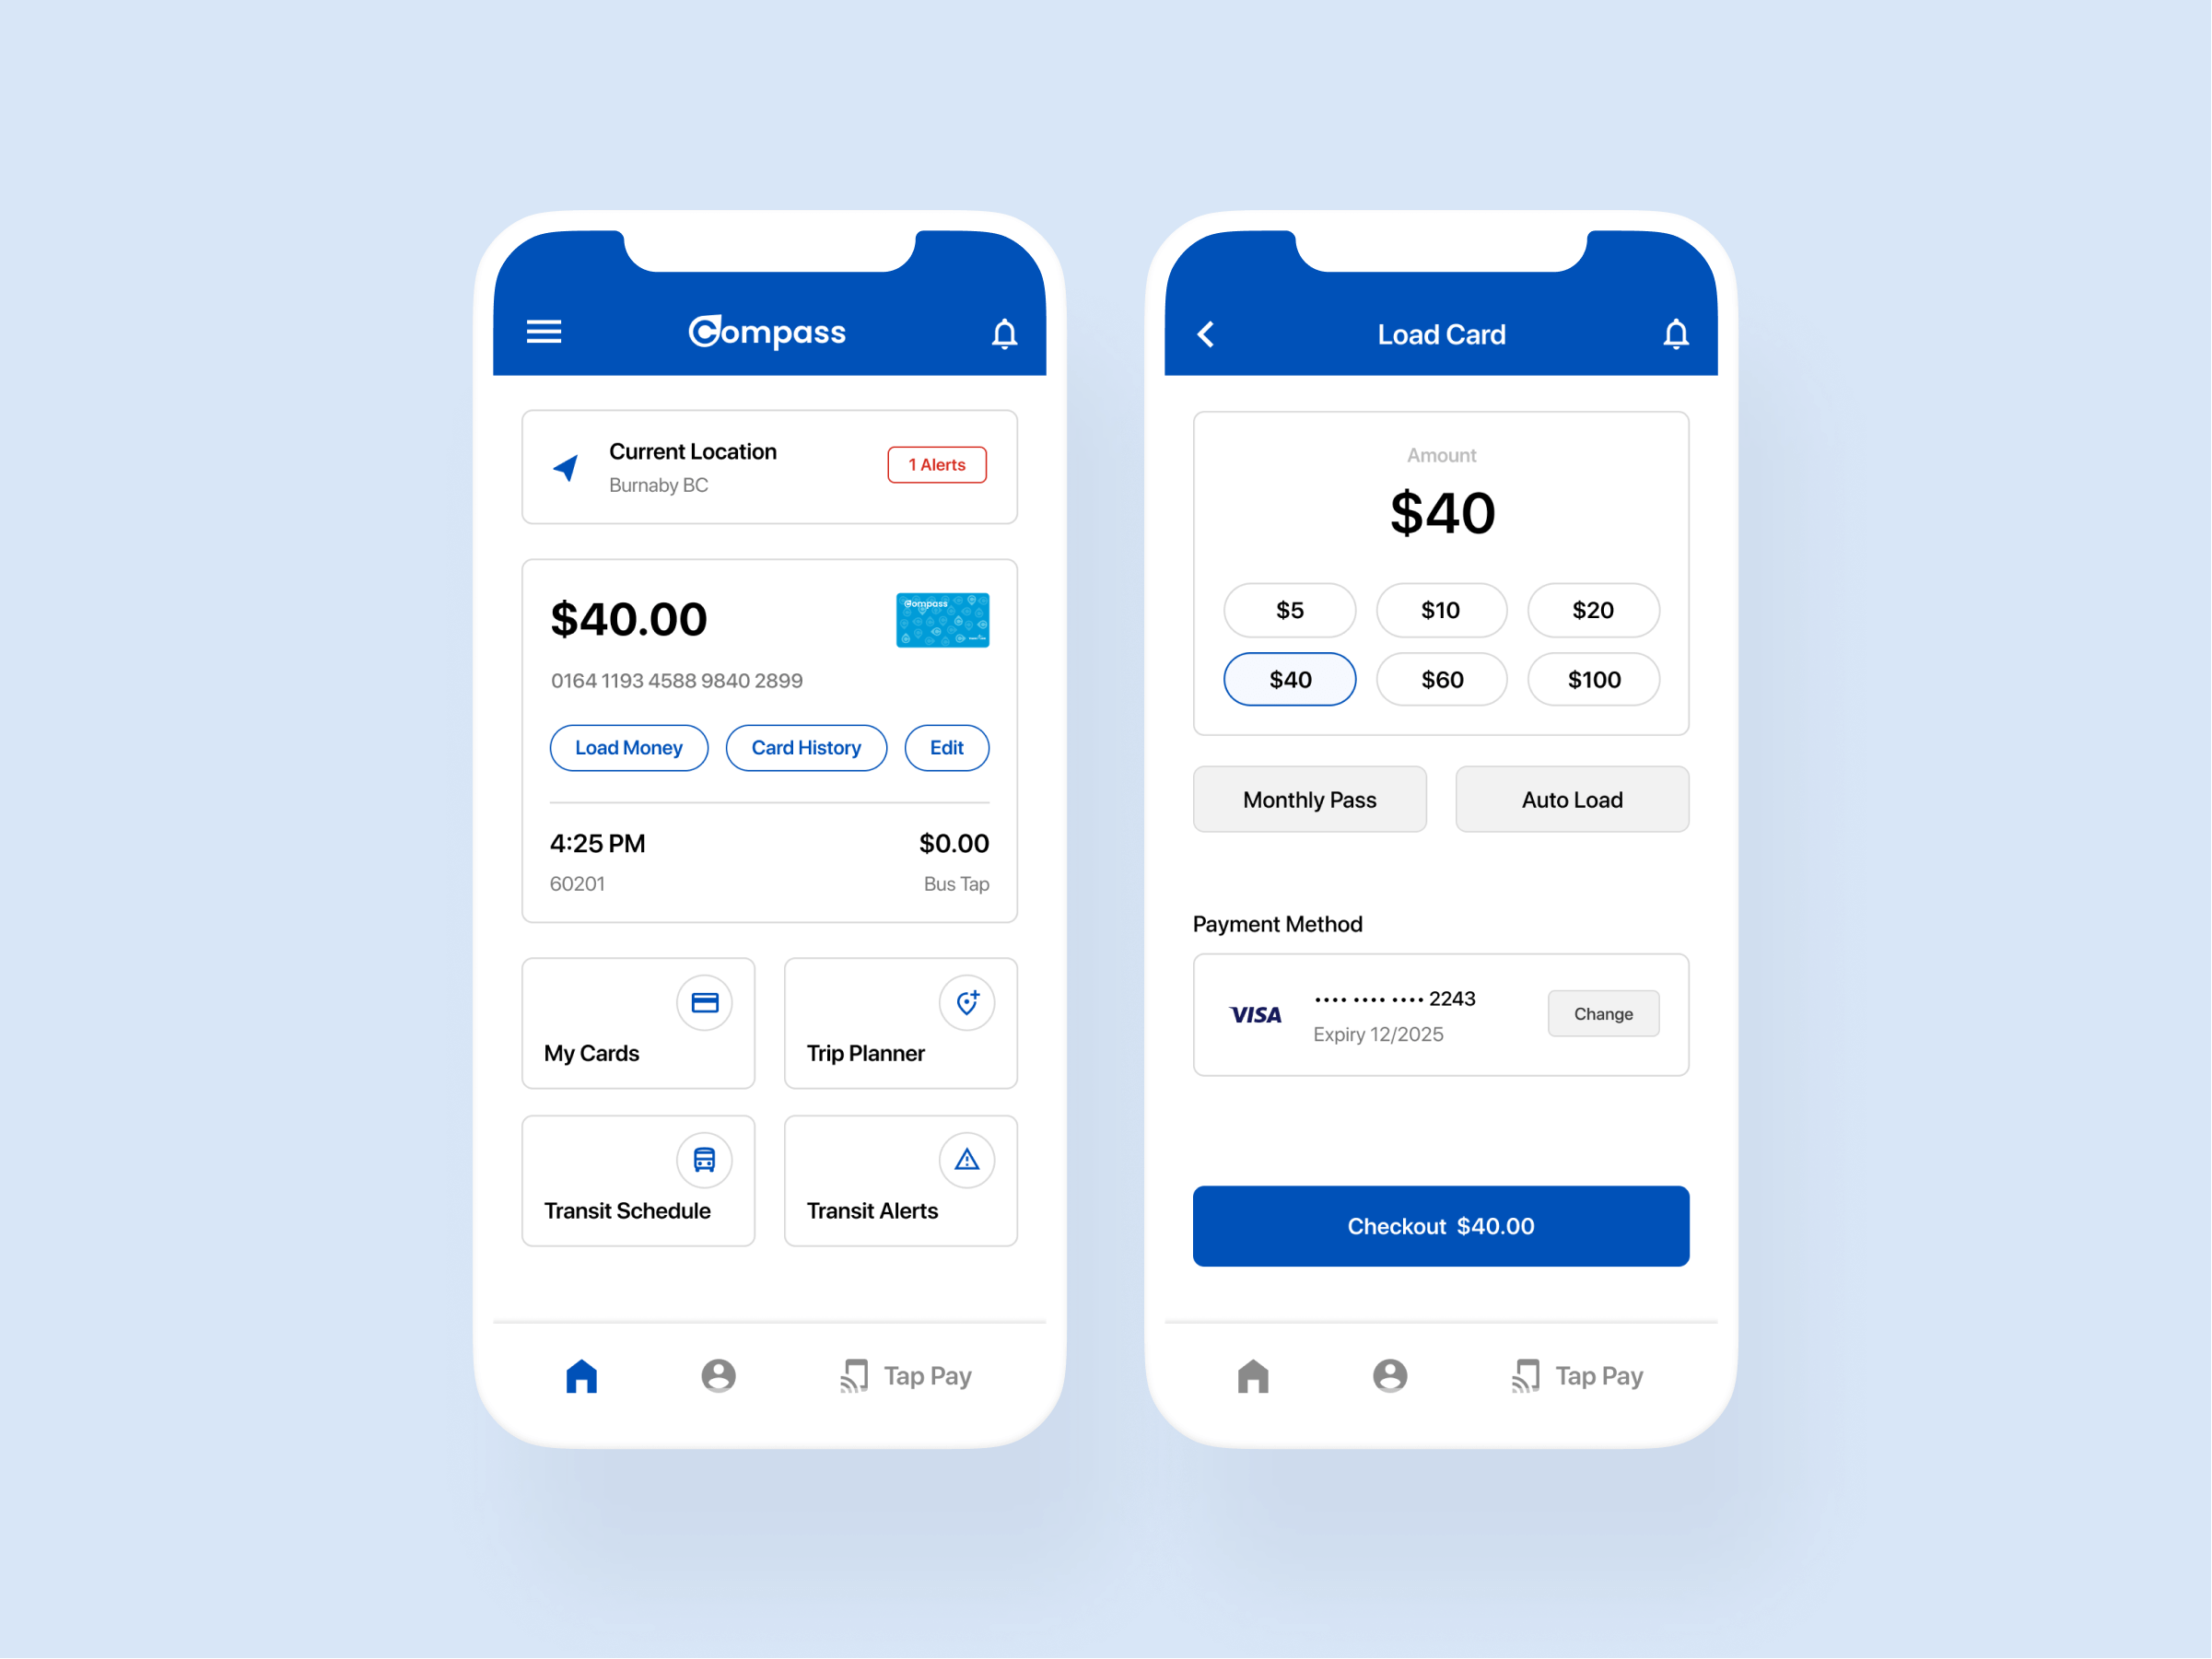 Compass
Current Location
Burnaby BC
1 Alerts
$40.00
Compass
0164 1193 4588 9840 2899
Load Money
Card History
Edit
4:25 PM
$0.00
60201
Bus Tap
My Cards
Trip Planner
Transit Schedule
Transit Alerts
Tap Pay
Load Card
Amount
$40
$5
$10
$20
$40
$60
$100
Monthly Pass
Auto Load
Payment Method
VISA
•••• •••• •••• 2243
Expiry 12/2025
Change
Checkout $40.00
Tap Pay